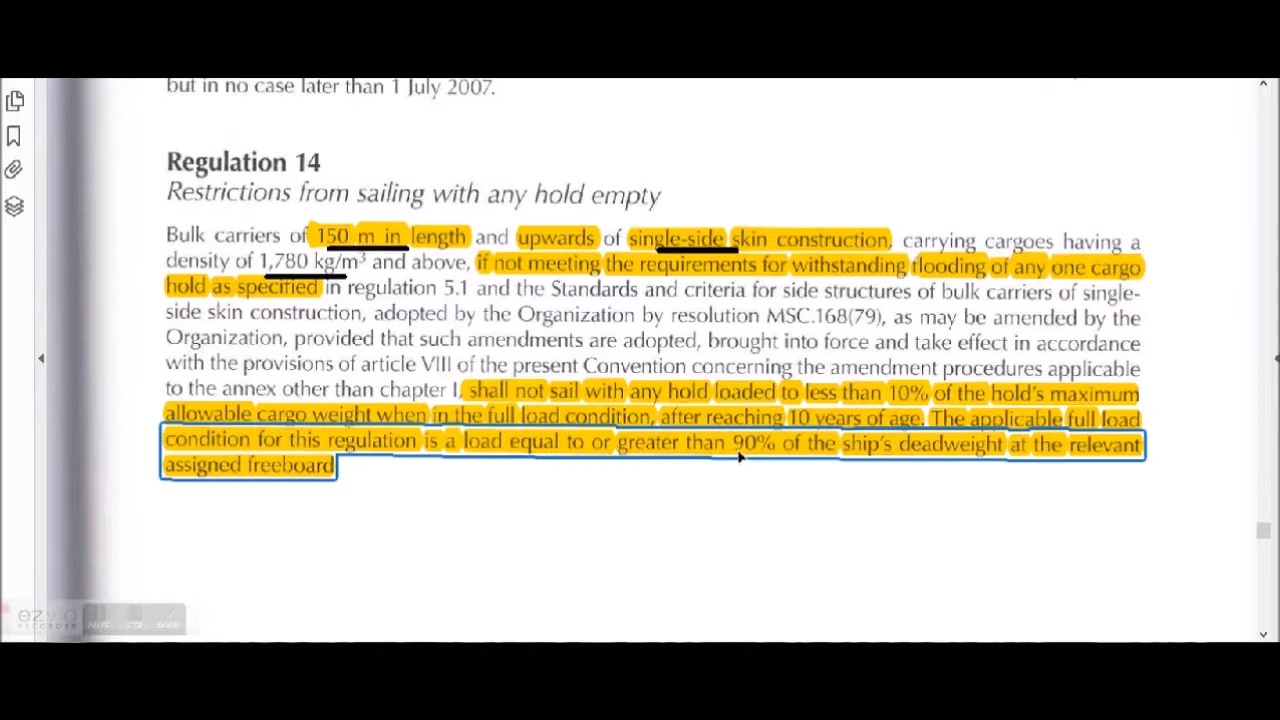 but in no case later than 1 July 2007.
Regulation 14
Restrictions from sailing with any hold empty
Bulk carriers of 150 m in length and upwards of single-side skin construction, carrying cargoes having a
density of 1,780 kg/m³ and above, if not meeting the requirements for withstanding flooding of any one cargo
hold as specified in regulation 5.1 and the Standards and criteria for side structures of bulk carriers of single-
side skin construction, adopted by the Organization by resolution MSC.168(79), as may be amended by the
Organization, provided that such amendments are adopted, brought into force and take effect in accordance
with the provisions of article VIII of the present Convention concerning the amendment procedures applicable
to the annex other than chapter I, shall not sail with any hold loaded to less than 10% of the hold's maximum
allowable cargo weight when in the full load condition, after reaching 10 years of age. The applicable full load
condition for this regulation is a load equal to or greater than 90% of the ship's deadweight at the relevant
assigned freeboard
ezvid
RECORDER
PAUSE STOP